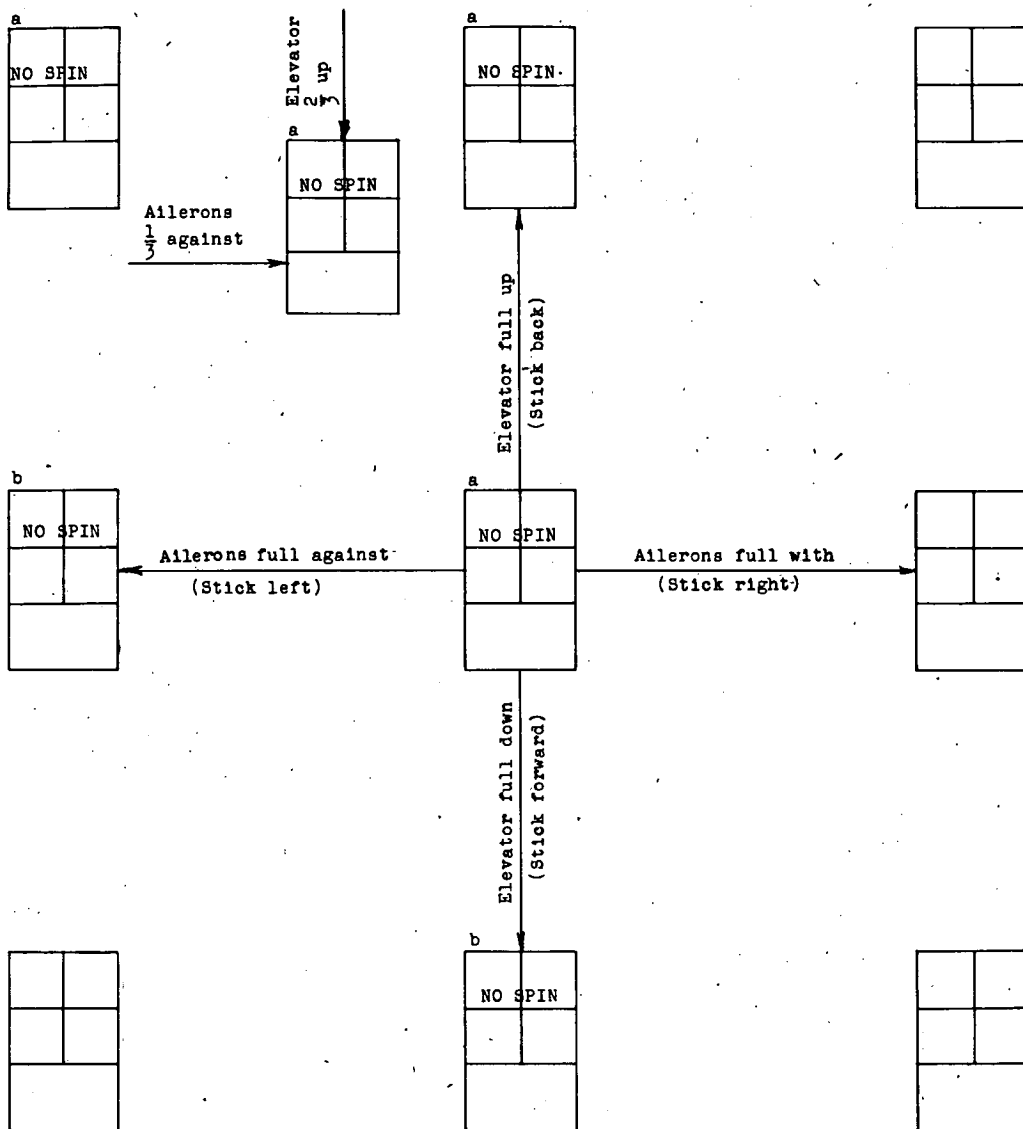 a
NO SPIN
Elevator
2/3 up
a
NO SPIN
Ailerons
1/3 against
a
NO SPIN.
Elevator full up
(Stick back)
b
NO SPIN
Ailerons full against
(Stick left)
a
NO SPIN
Ailerons full with
(Stick right)
Elevator full down
(Stick forward)
b
NO SPIN